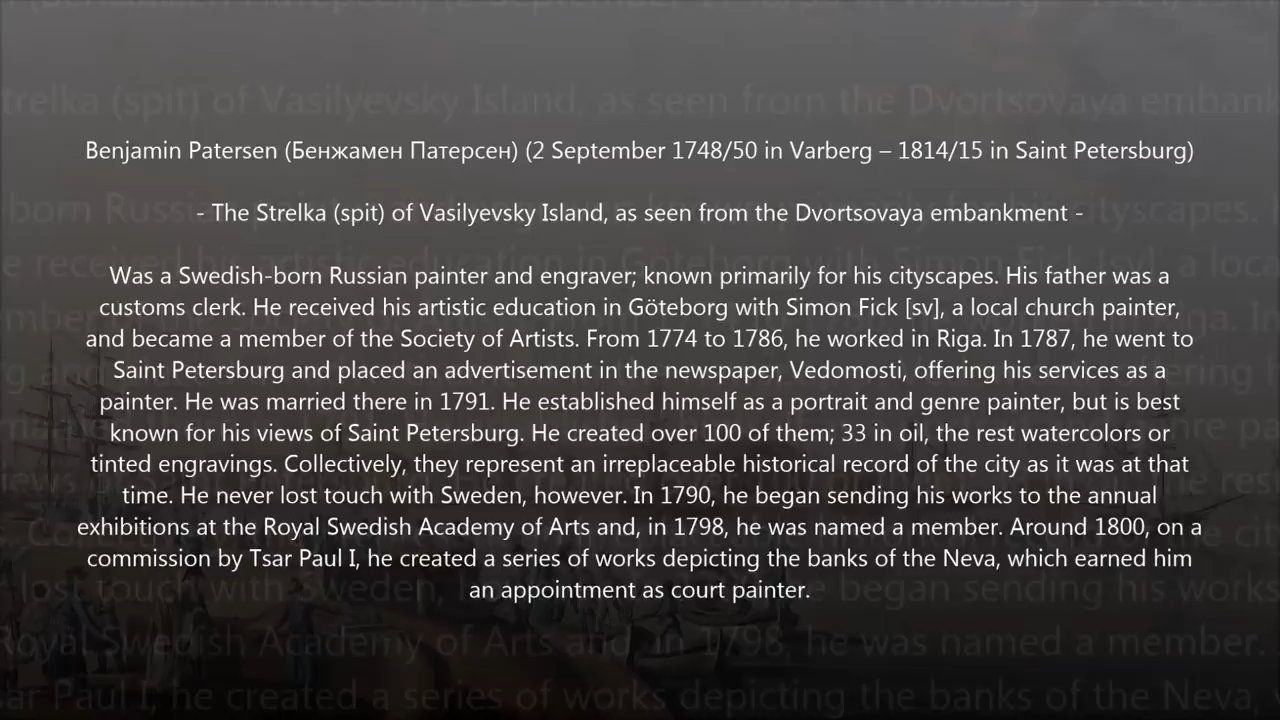 Benjamin Patersen (Бенжамен Патерсен) (2 September 1748/50 in Varberg – 1814/15 in Saint Petersburg)
- The Strelka (spit) of Vasilyevsky Island, as seen from the Dvortsovaya embankment -
Was a Swedish-born Russian painter and engraver; known primarily for his cityscapes. His father was a
customs clerk. He received his artistic education in Göteborg with Simon Fick [sv], a local church painter,
and became a member of the Society of Artists. From 1774 to 1786, he worked in Riga. In 1787, he went to
Saint Petersburg and placed an advertisement in the newspaper, Vedomosti, offering his services as a
painter. He was married there in 1791. He established himself as a portrait and genre painter, but is best
known for his views of Saint Petersburg. He created over 100 of them; 33 in oil, the rest watercolors or
tinted engravings. Collectively, they represent an irreplaceable historical record of the city as it was at that
time. He never lost touch with Sweden, however. In 1790, he began sending his works to the annual
exhibitions at the Royal Swedish Academy of Arts and, in 1798, he was named a member. Around 1800, on a
commission by Tsar Paul I, he created a series of works depicting the banks of the Neva, which earned him
an appointment as court painter.